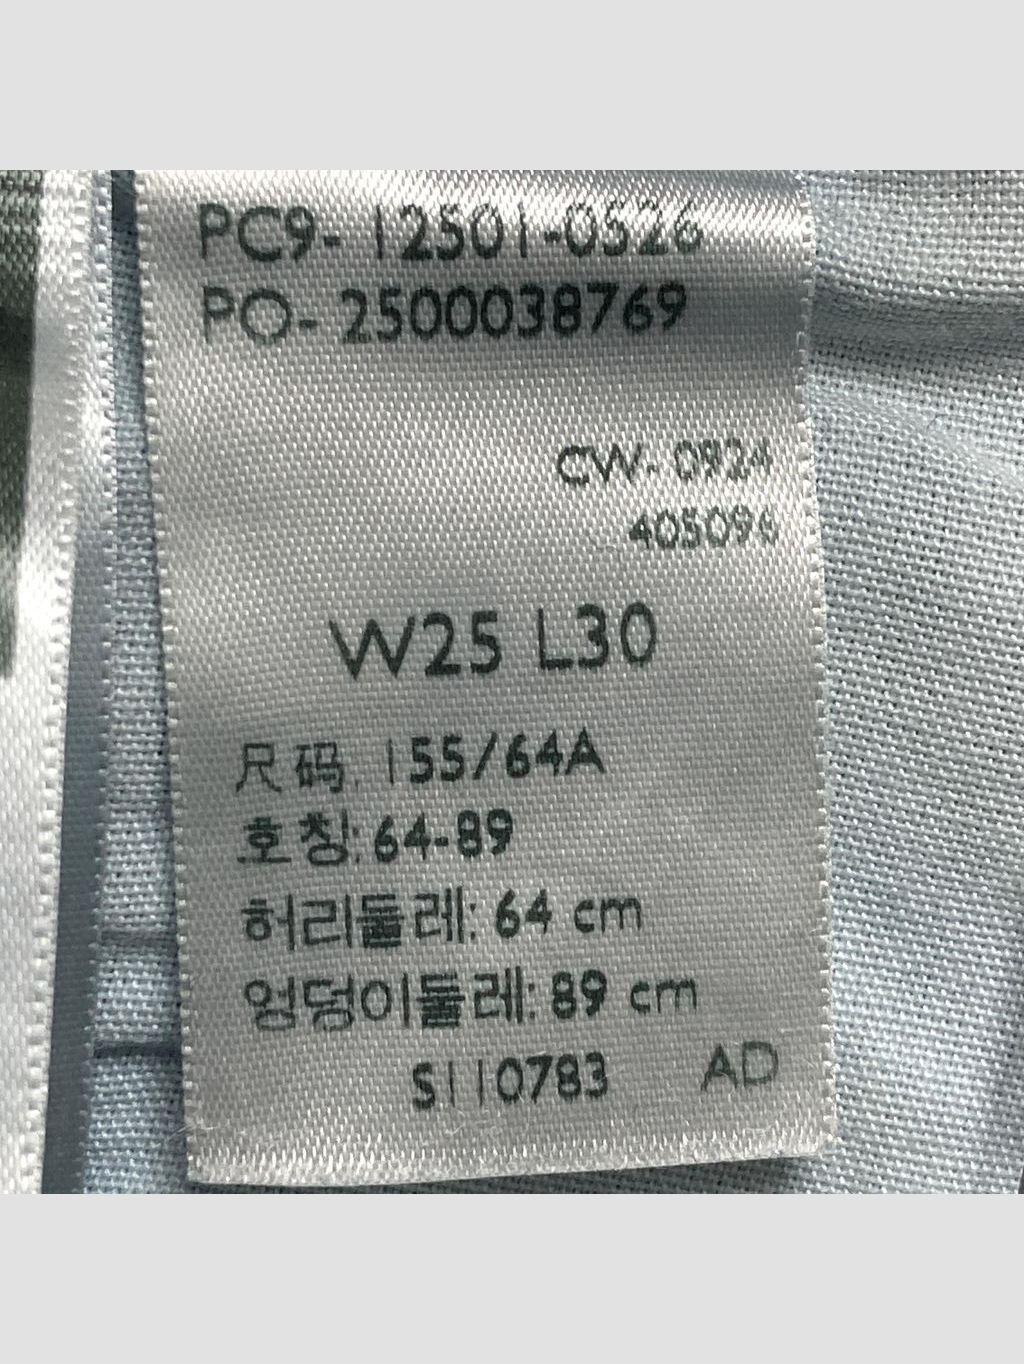 PC9-12501-0526
PO-2500038769
CW-0924
405096
W25 L30
尺码. 155/64A
호칭: 64-89
허리둘레: 64 cm
엉덩이둘레: 89 cm
S110783 AD